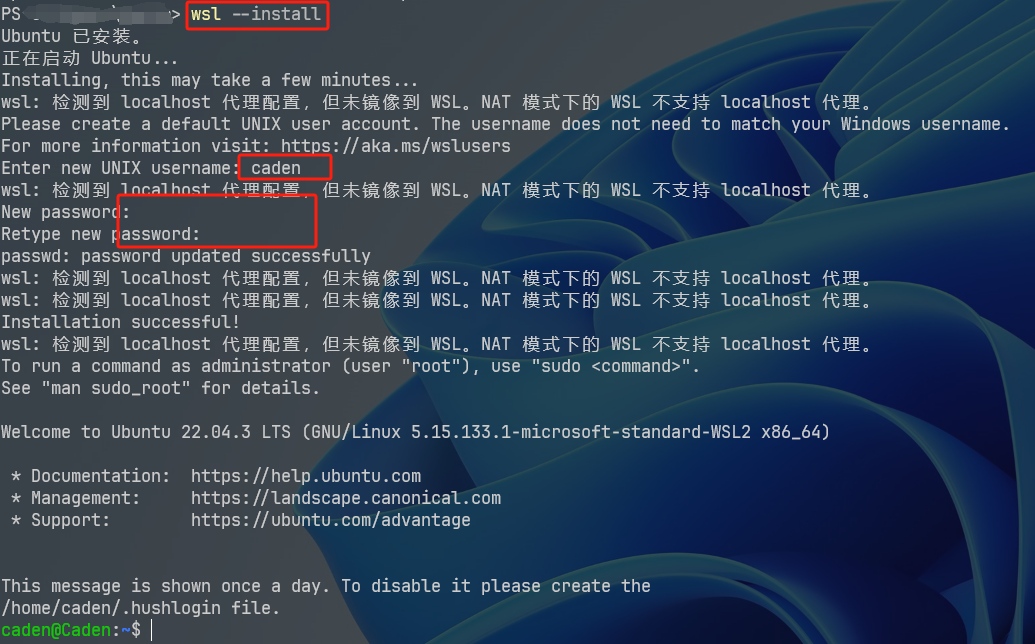 PS > wsl --install
Ubuntu 已安装。
正在启动 Ubuntu...
Installing, this may take a few minutes...
wsl: 检测到 localhost 代理配置，但未镜像到 WSL。NAT 模式下的 WSL 不支持 localhost 代理。
Please create a default UNIX user account. The username does not need to match your Windows username.
For more information visit: https://aka.ms/wslusers
Enter new UNIX username: caden
wsl: 检测到 localhost 代理配置，但未镜像到 WSL。NAT 模式下的 WSL 不支持 localhost 代理。
New password:
Retype new password:
passwd: password updated successfully
wsl: 检测到 localhost 代理配置，但未镜像到 WSL。NAT 模式下的 WSL 不支持 localhost 代理。
wsl: 检测到 localhost 代理配置，但未镜像到 WSL。NAT 模式下的 WSL 不支持 localhost 代理。
Installation successful!
wsl: 检测到 localhost 代理配置，但未镜像到 WSL。NAT 模式下的 WSL 不支持 localhost 代理。
To run a command as administrator (user "root"), use "sudo <command>".
See "man sudo_root" for details.
Welcome to Ubuntu 22.04.3 LTS (GNU/Linux 5.15.133.1-microsoft-standard-WSL2 x86_64)
* Documentation:  https://help.ubuntu.com
* Management:     https://landscape.canonical.com
* Support:        https://ubuntu.com/advantage
This message is shown once a day. To disable it please create the
/home/caden/.hushlogin file.
caden@Caden:~$